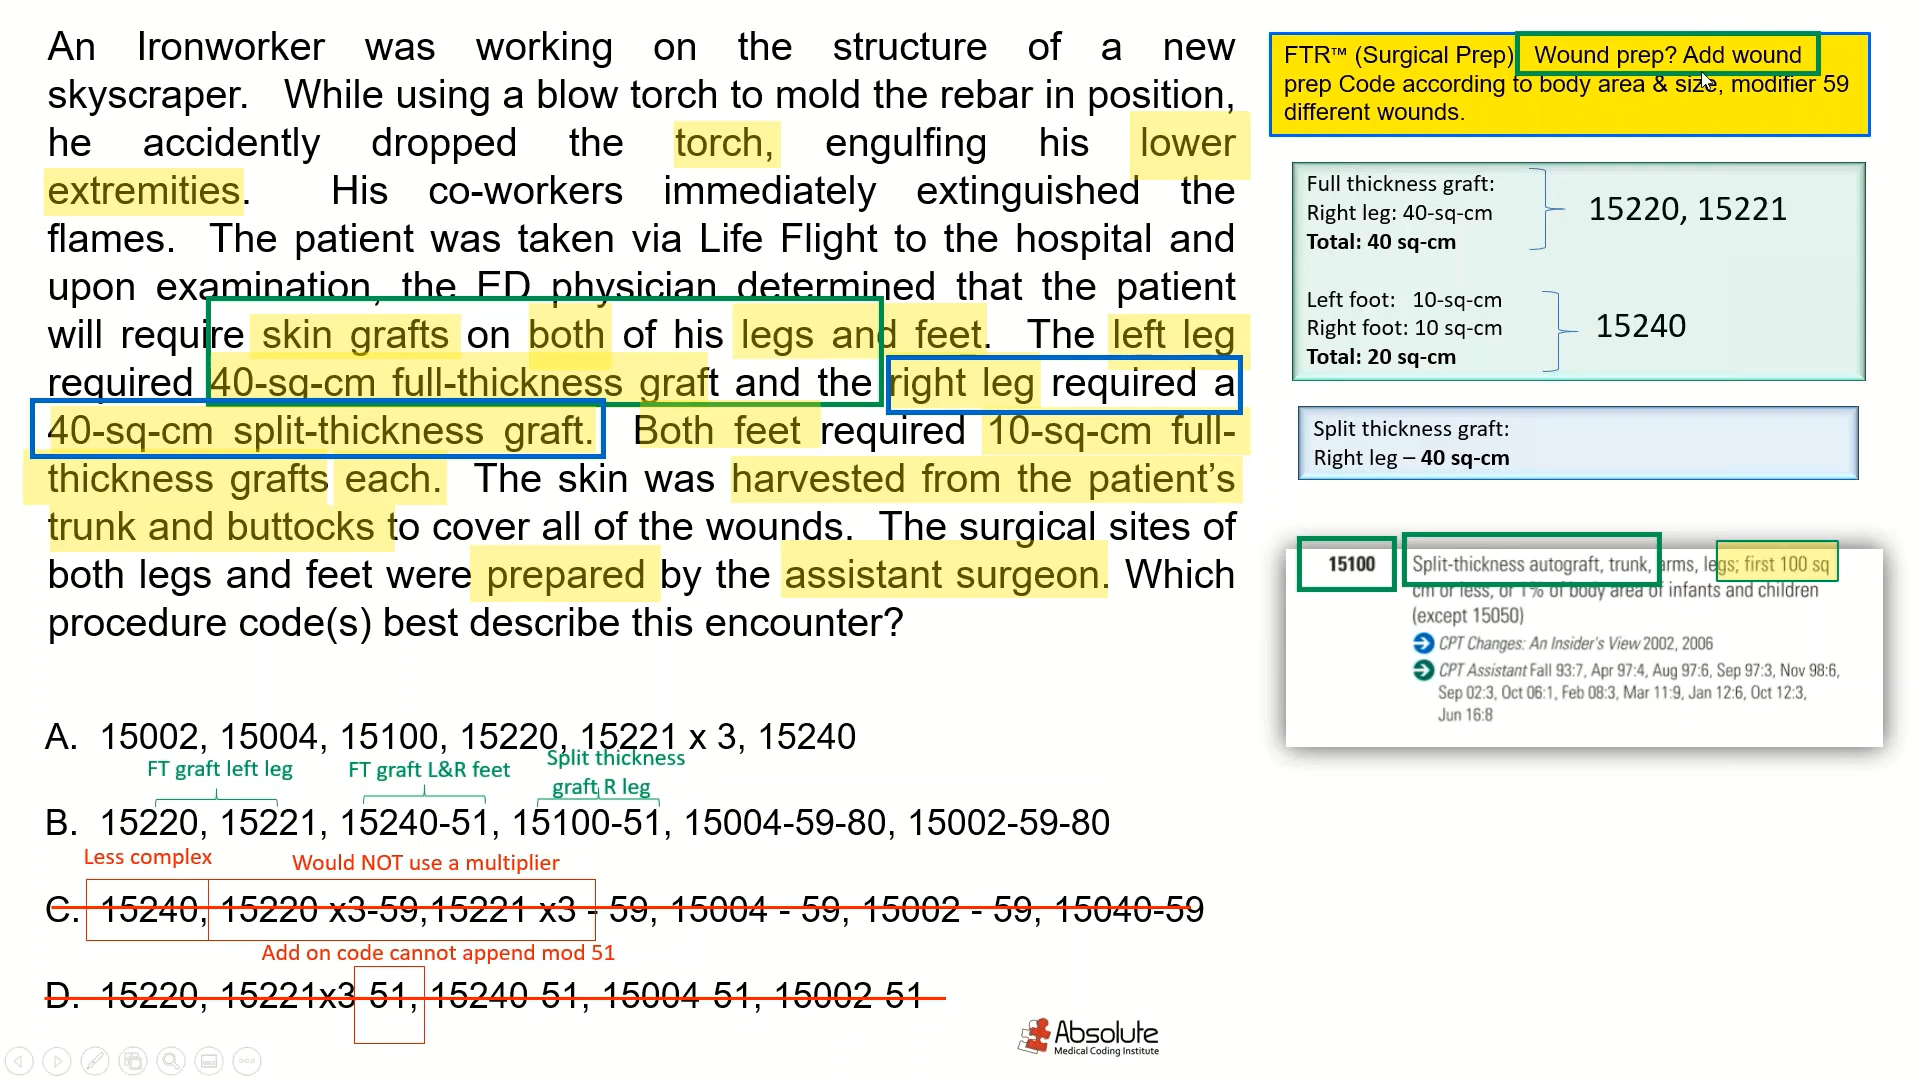 An Ironworker was working on the structure of a new
skyscraper. While using a blow torch to mold the rebar in position,
he accidently dropped the torch, engulfing his lower
extremities. His co-workers immediately extinguished the
flames. The patient was taken via Life Flight to the hospital and
upon examination, the ED physician determined that the patient
will require skin grafts on both of his legs and feet. The left leg
required 40-sq-cm full-thickness graft and the right leg required a
40-sq-cm split-thickness graft. Both feet required 10-sq-cm full-
thickness grafts each. The skin was harvested from the patient’s
trunk and buttocks to cover all of the wounds. The surgical sites of
both legs and feet were prepared by the assistant surgeon. Which
procedure code(s) best describe this encounter?
A. 15002, 15004, 15100, 15220, 15221 x 3, 15240
FT graft left leg
FT graft L&R feet
Split thickness
graft R leg
B. 15220, 15221, 15240-51, 15100-51, 15004-59-80, 15002-59-80
Less complex
Would NOT use a multiplier
C. 15240, 15220 x3-59,15221 x3 - 59, 15004 - 59, 15002 - 59, 15040-59
Add on code cannot append mod 51
D. 15220, 15221x3-51, 15240-51, 15004-51, 15002-51
FTR™ (Surgical Prep) Wound prep? Add wound
prep Code according to body area & size, modifier 59
different wounds.
Full thickness graft:
Right leg: 40-sq-cm
Total: 40 sq-cm
15220, 15221
Left foot: 10-sq-cm
Right foot: 10 sq-cm
Total: 20 sq-cm
15240
Split thickness graft:
Right leg – 40 sq-cm
15100 Split-thickness autograft, trunk, arms, legs; first 100 sq
cm or less, or 1% of body area of infants and children
(except 15050)
CPT Changes: An Insider's View 2002, 2006
CPT Assistant Fall 93:7, Apr 97:4, Aug 97:6, Sep 97:3, Nov 98:6,
Sep 02:3, Oct 06:1, Feb 08:3, Mar 11:9, Jan 12:6, Oct 12:3,
Jun 16:8
Absolute
Medical Coding Institute